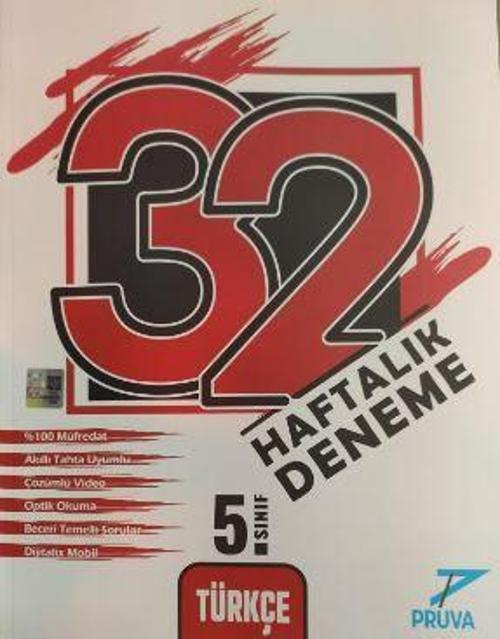 32
HAFTALIK
DENEME
%100 Müfredat
Akıllı Tahta Uyumlu
Çözümlü Video
Optik Okuma
Beceri Temelli Sorular
Dijitalix Mobil
5.
SINIF
TÜRKÇE
PRUVA